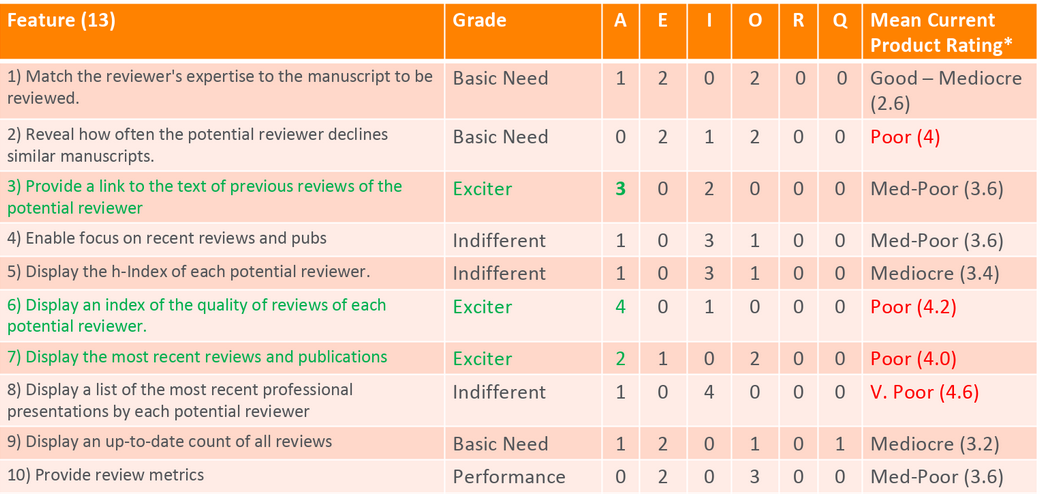 Feature (13) Grade A E I O R Q Mean Current
Product Rating*
1) Match the reviewer's expertise to the manuscript to be
reviewed. Basic Need 1 2 0 2 0 0 Good – Mediocre
(2.6)
2) Reveal how often the potential reviewer declines
similar manuscripts. Basic Need 0 2 1 2 0 0 Poor (4)
3) Provide a link to the text of previous reviews of the
potential reviewer Exciter 3 0 2 0 0 0 Med-Poor (3.6)
4) Enable focus on recent reviews and pubs Indifferent 1 0 3 1 0 0 Med-Poor (3.6)
5) Display the h-Index of each potential reviewer. Indifferent 1 0 3 1 0 0 Mediocre (3.4)
6) Display an index of the quality of reviews of each
potential reviewer. Exciter 4 0 1 0 0 0 Poor (4.2)
7) Display the most recent reviews and publications Exciter 2 1 0 2 0 0 Poor (4.0)
8) Display a list of the most recent professional
presentations by each potential reviewer Indifferent 1 0 4 0 0 0 V. Poor (4.6)
9) Display an up-to-date count of all reviews Basic Need 1 2 0 1 0 1 Mediocre (3.2)
10) Provide review metrics Performance 0 2 0 3 0 0 Med-Poor (3.6)